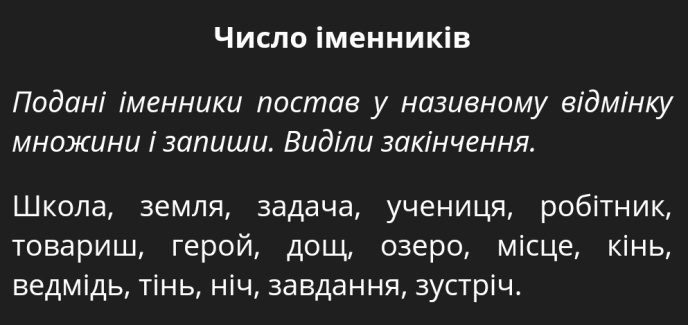 Число іменників
Подані іменники постав у називному відмінку
множини і запиши. Виділи закінчення.
Школа, земля, задача, учениця, робітник,
товариш, герой, дощ, озеро, місце, кінь,
ведмідь, тінь, ніч, завдання, зустріч.